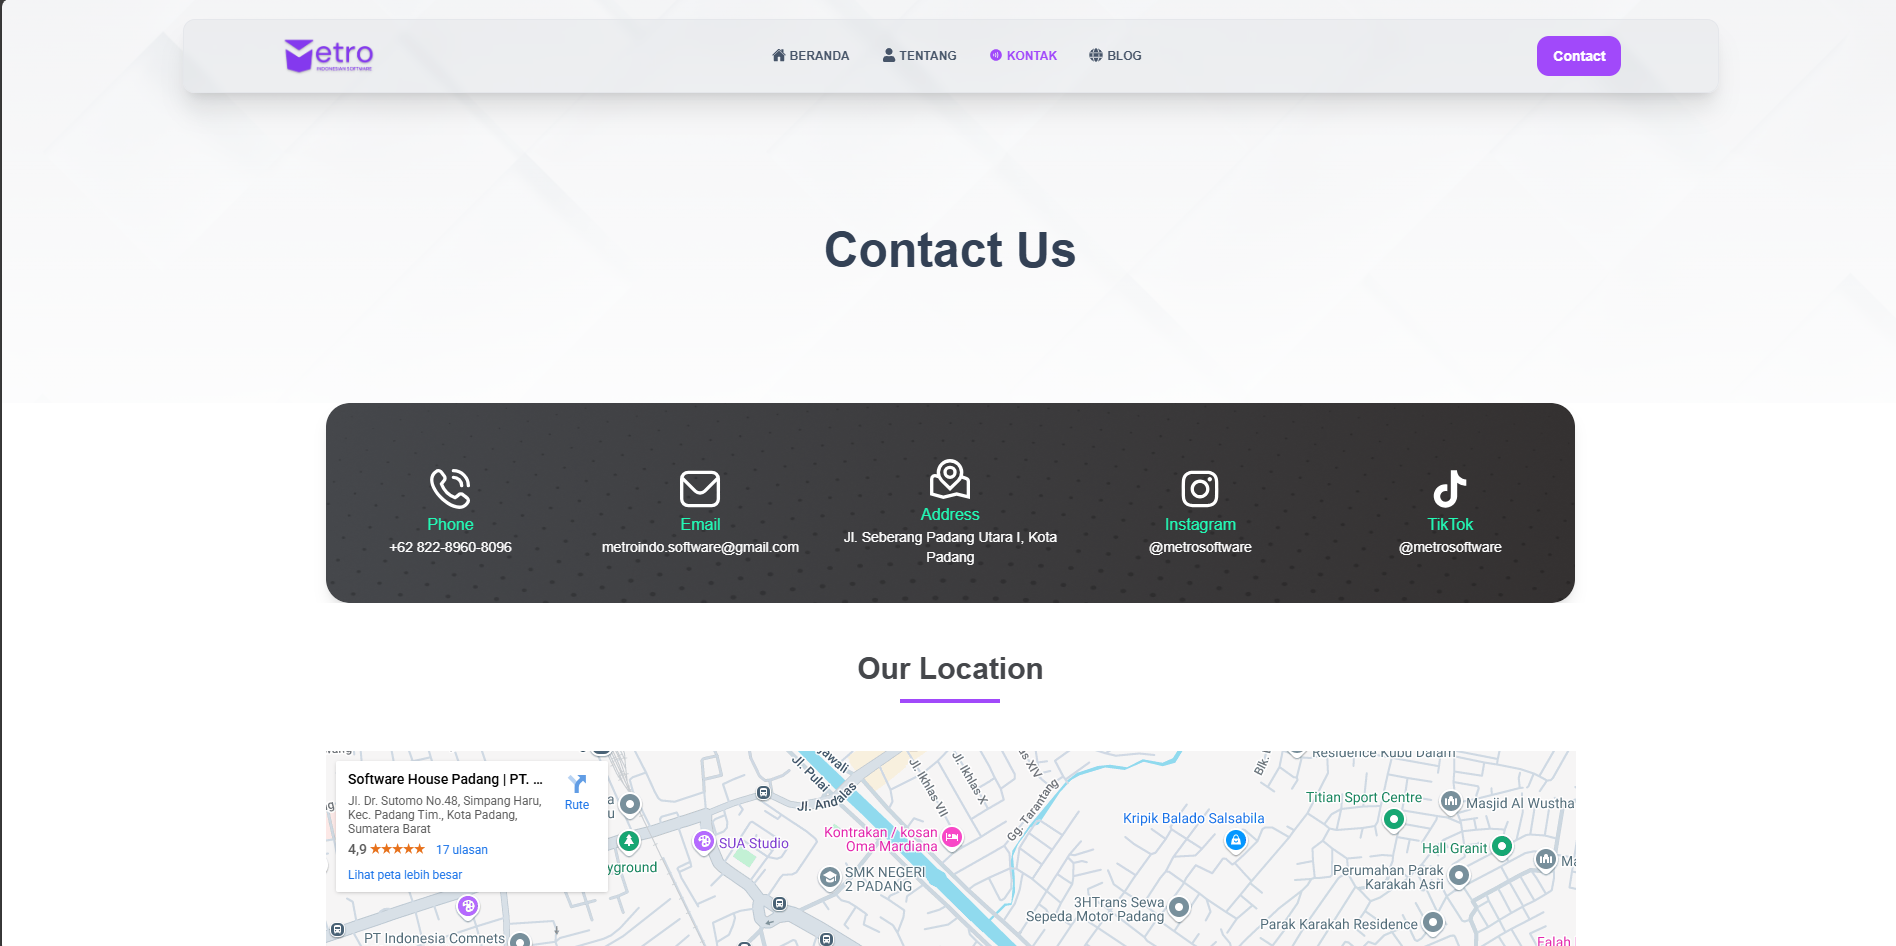 etro
INDONESIAN SOFTWARE
BERANDA
TENTANG
KONTAK
BLOG
Contact
Contact Us
Phone
+62 822-8960-8096
Email
metroindo.software@gmail.com
Address
Jl. Seberang Padang Utara I, Kota
Padang
Instagram
@metrosoftware
TikTok
@metrosoftware
Our Location
Software House Padang | PT. ...
Jl. Dr. Sutomo No.48, Simpang Haru,
Kec. Padang Tim., Kota Padang,
Sumatera Barat
4,9
17 ulasan
Lihat peta lebih besar
Rute
Jl. Pulai
Jl. Andalas
Jl. Ikhlas VII
Jl. Ikhlas X
XIV
Gg. Tarantang
Blk.
Residence Kubu Dalam
Titian Sport Centre
Masjid Al Wustha
Kripik Balado Salsabila
Kontrakan / kosan
Oma Mardiana
SUA Studio
yground
SMK NEGERI
2 PADANG
Hall Granit
Ma
Perumahan Parak
Karakah Asri
3HTrans Sewa
Sepeda Motor Padang
Parak Karakah Residence
PT Indonesia Comnets
Falah